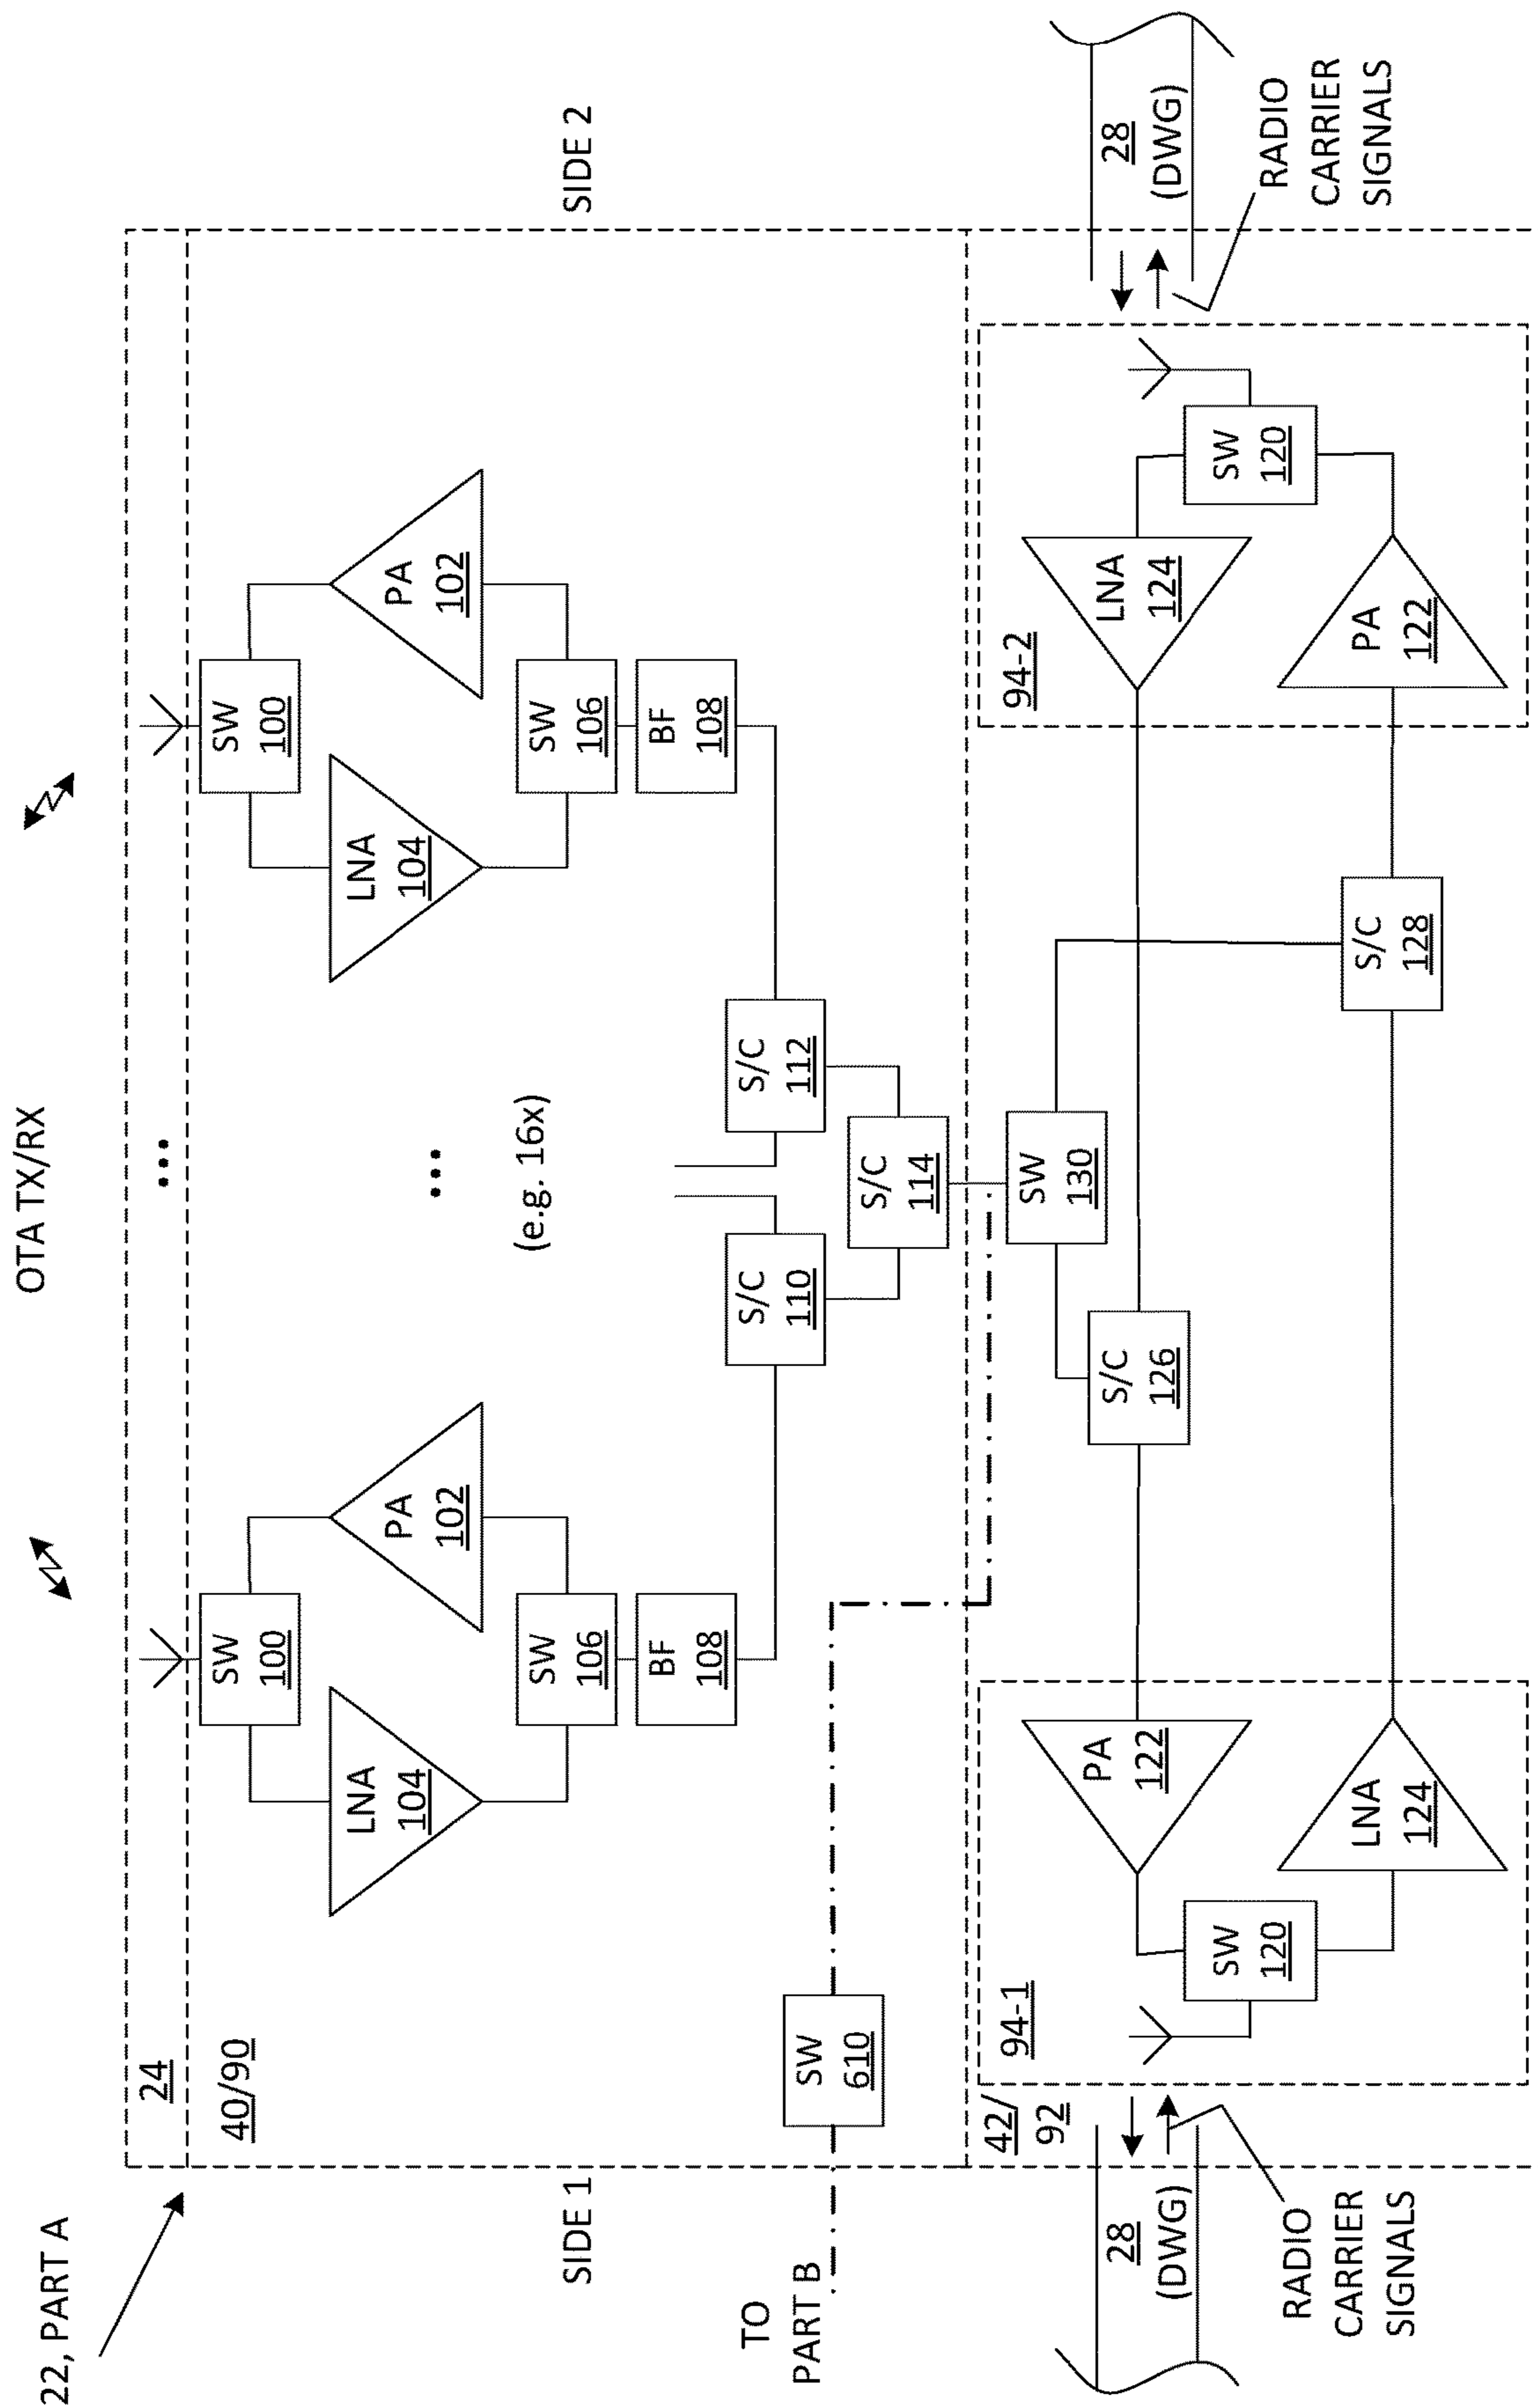 22, PART A
OTA TX/RX
24
...
40/90
SIDE 1
SIDE 2
SW
100
LNA
104
PA
102
SW
106
BF
108
...
(e.g. 16x)
SW
100
LNA
104
PA
102
SW
106
BF
108
S/C
110
S/C
112
S/C
114
SW
610
TO
PART B
42/
92
94-1
SW
120
PA
122
LNA
124
S/C
126
SW
130
S/C
128
94-2
LNA
124
PA
122
SW
120
28
(DWG)
RADIO
CARRIER
SIGNALS
28
(DWG)
RADIO
CARRIER
SIGNALS